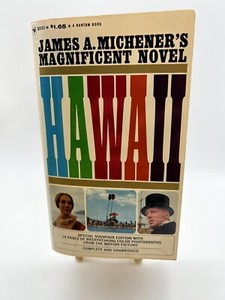 $1.65 • A BANTAM BOOK
JAMES A. MICHENER'S
MAGNIFICENT NOVEL
HAWAII
SPECIAL SOUVENIR EDITION WITH
PAGES OF BREATHTAKING COLOR PHOTOGRAPHS
FROM THE MOTION PICTURE
COMPLETE AND UNABRIDGED